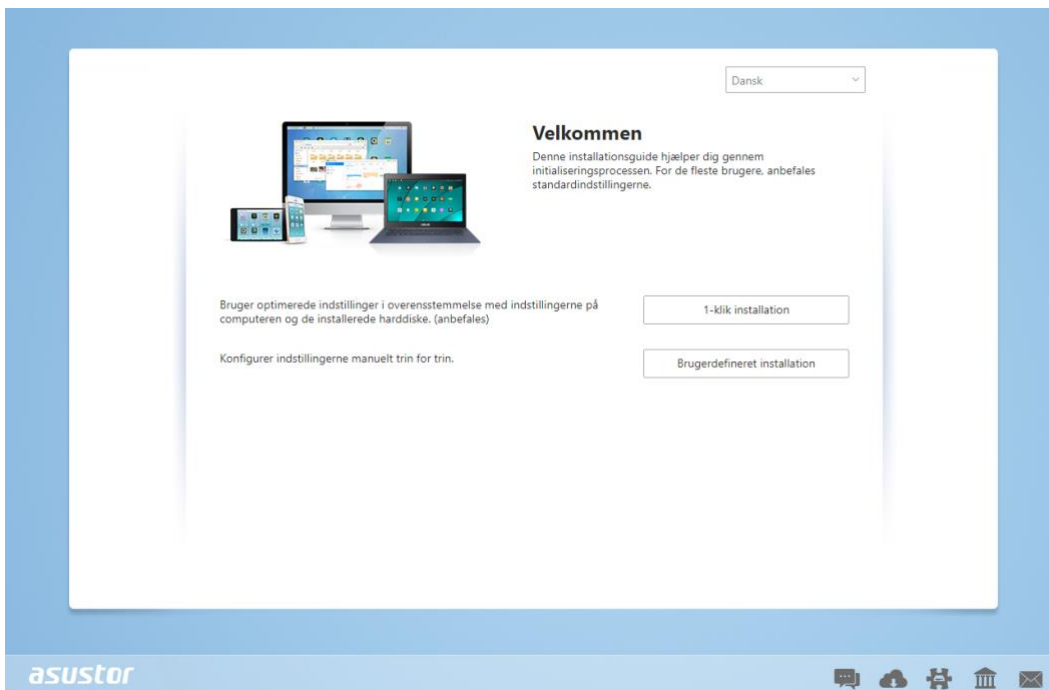 Dansk
Velkommen
Denne installationsguide hjælper dig gennem
initialiseringsprocessen. For de fleste brugere, anbefales
standardindstillingerne.
Bruger optimerede indstillinger i overensstemmelse med indstillingerne på
computeren og de installerede harddiske. (anbefales)
1-klik installation
Konfigurer indstillingerne manuelt trin for trin.
Brugerdefineret installation
asustor